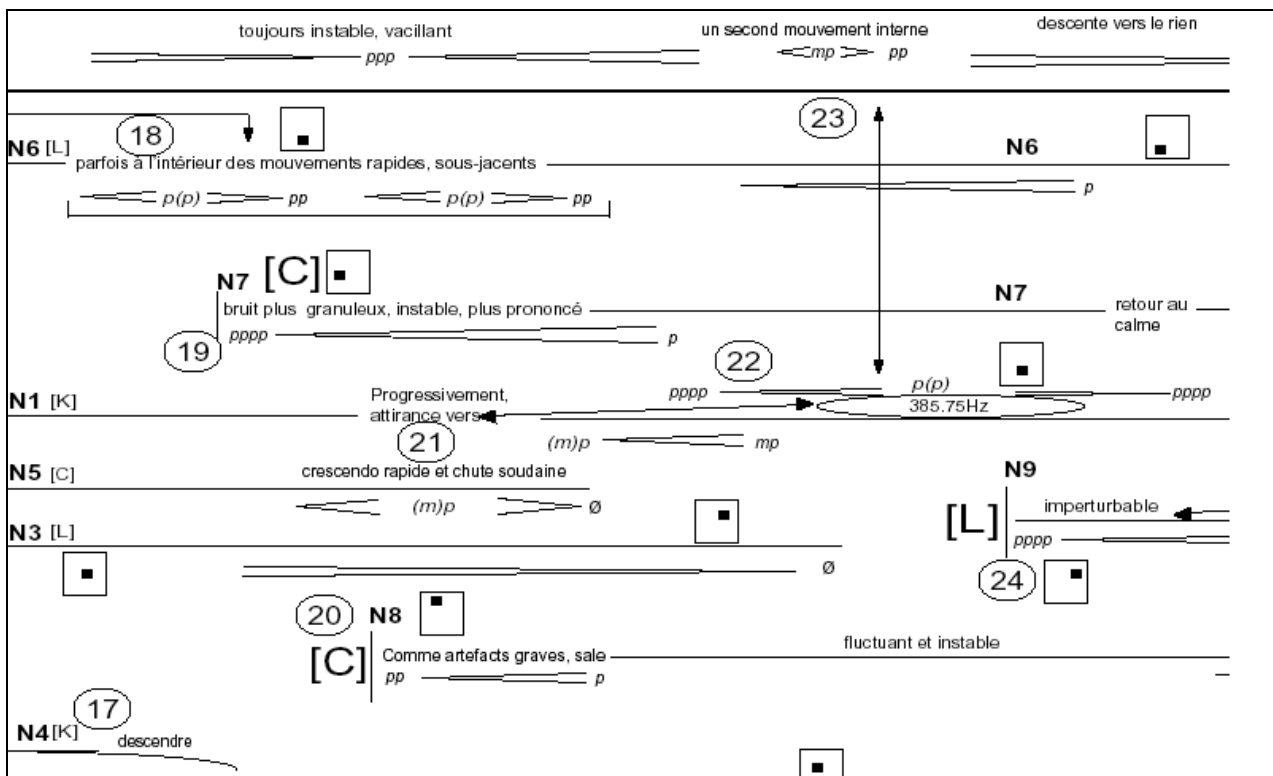 toujours instable, vacillant
un second mouvement interne
descente vers le rien
ppp
mp
pp
18
23
N6 [L]
N6
parfois à l'intérieur des mouvements rapides, sous-jacents
p(p)
pp
p(p)
pp
p
N7 [C]
N7
bruit plus granuleux, instable, plus prononcé
retour au
calme
19
pppp
p
22
N1 [K]
Progressivement,
attirance vers
pppp
p(p)
pppp
385.75Hz
21
(m)p
mp
N5 [C]
crescendo rapide et chute soudaine
(m)p
Ø
N9
[L]
imperturbable
pppp
N3 [L]
Ø
24
20
N8
[C]
Comme artefacts graves, sale
fluctuant et instable
pp
p
17
N4 [K]
descendre